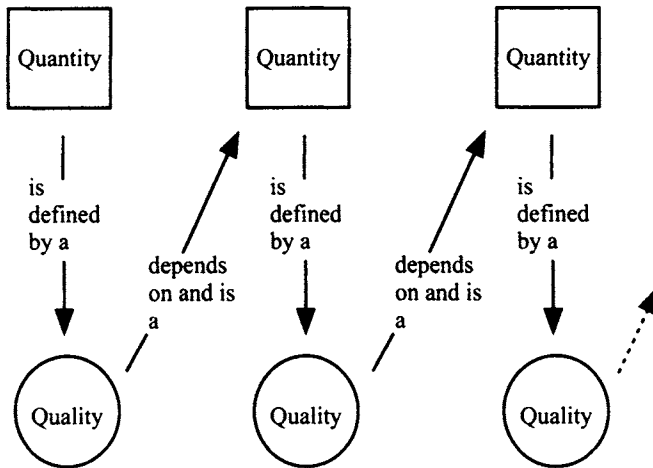 Quantity
Quantity
Quantity
is
defined
by a
is
defined
by a
is
defined
by a
depends
on and is
a
depends
on and is
a
Quality
Quality
Quality